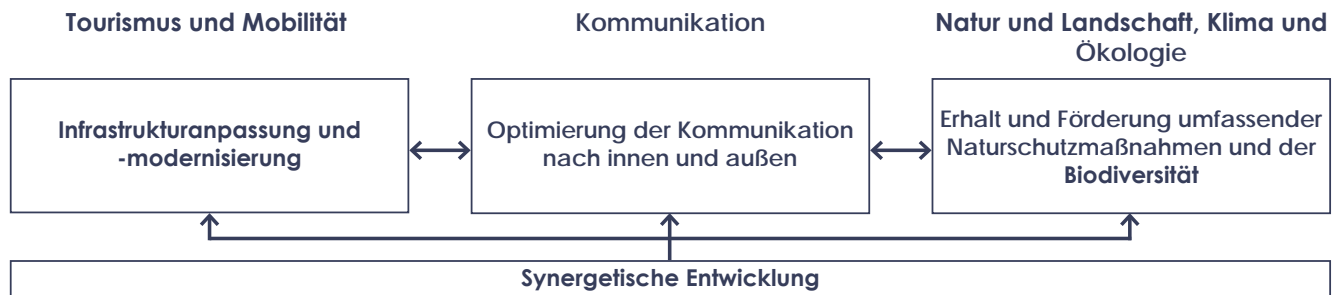 Tourismus und Mobilität
Kommunikation
Natur und Landschaft, Klima und
Ökologie
Infrastrukturanpassung und
-modernisierung
Optimierung der Kommunikation
nach innen und außen
Erhalt und Förderung umfassender
Naturschutzmaßnahmen und der
Biodiversität
Synergetische Entwicklung